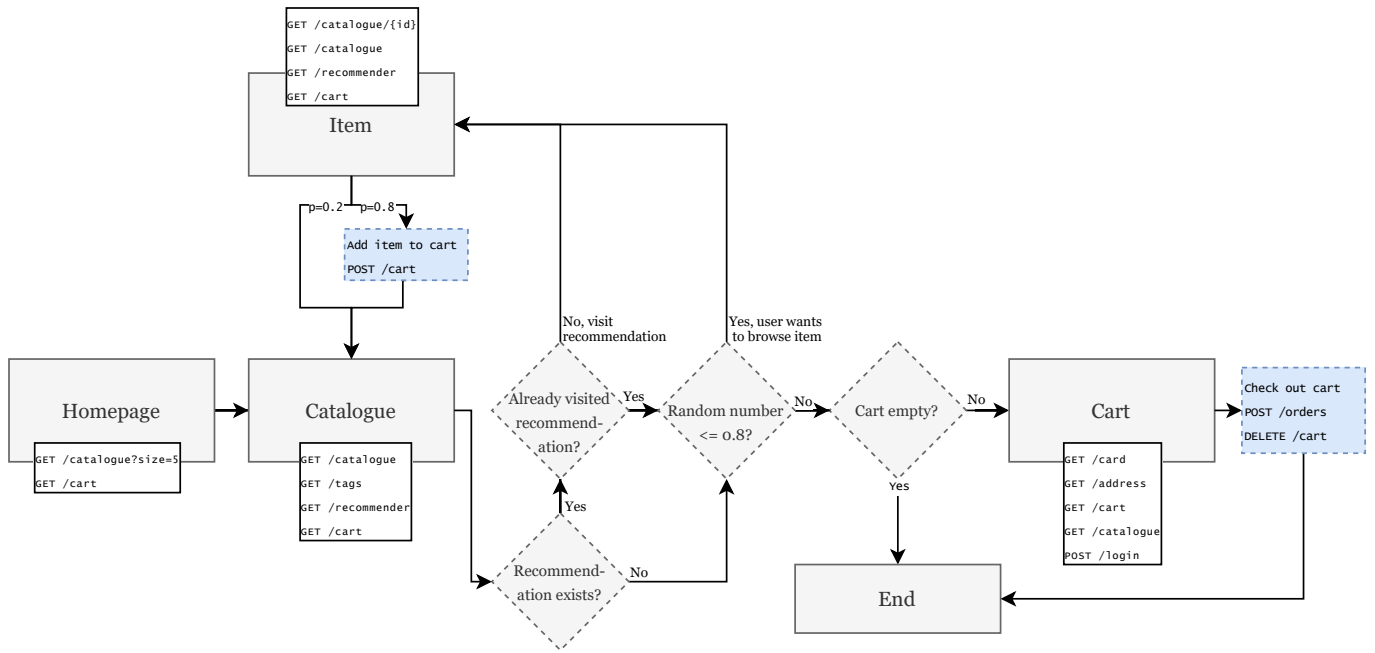 GET /catalogue/{id}
GET /catalogue
GET /recommender
GET /cart
Item
p=0.2
p=0.8
Add item to cart
POST /cart
No, visit
recommendation
Yes, user wants
to browse item
Homepage
GET /catalogue?size=5
GET /cart
Catalogue
GET /catalogue
GET /tags
GET /recommender
GET /cart
Already visited
recommend-
ation?
Yes
Random number
<= 0.8?
No
Cart empty?
No
Yes
Cart
GET /card
GET /address
GET /cart
GET /catalogue
POST /login
Check out cart
POST /orders
DELETE /cart
Yes
Recommend-
ation exists?
No
End